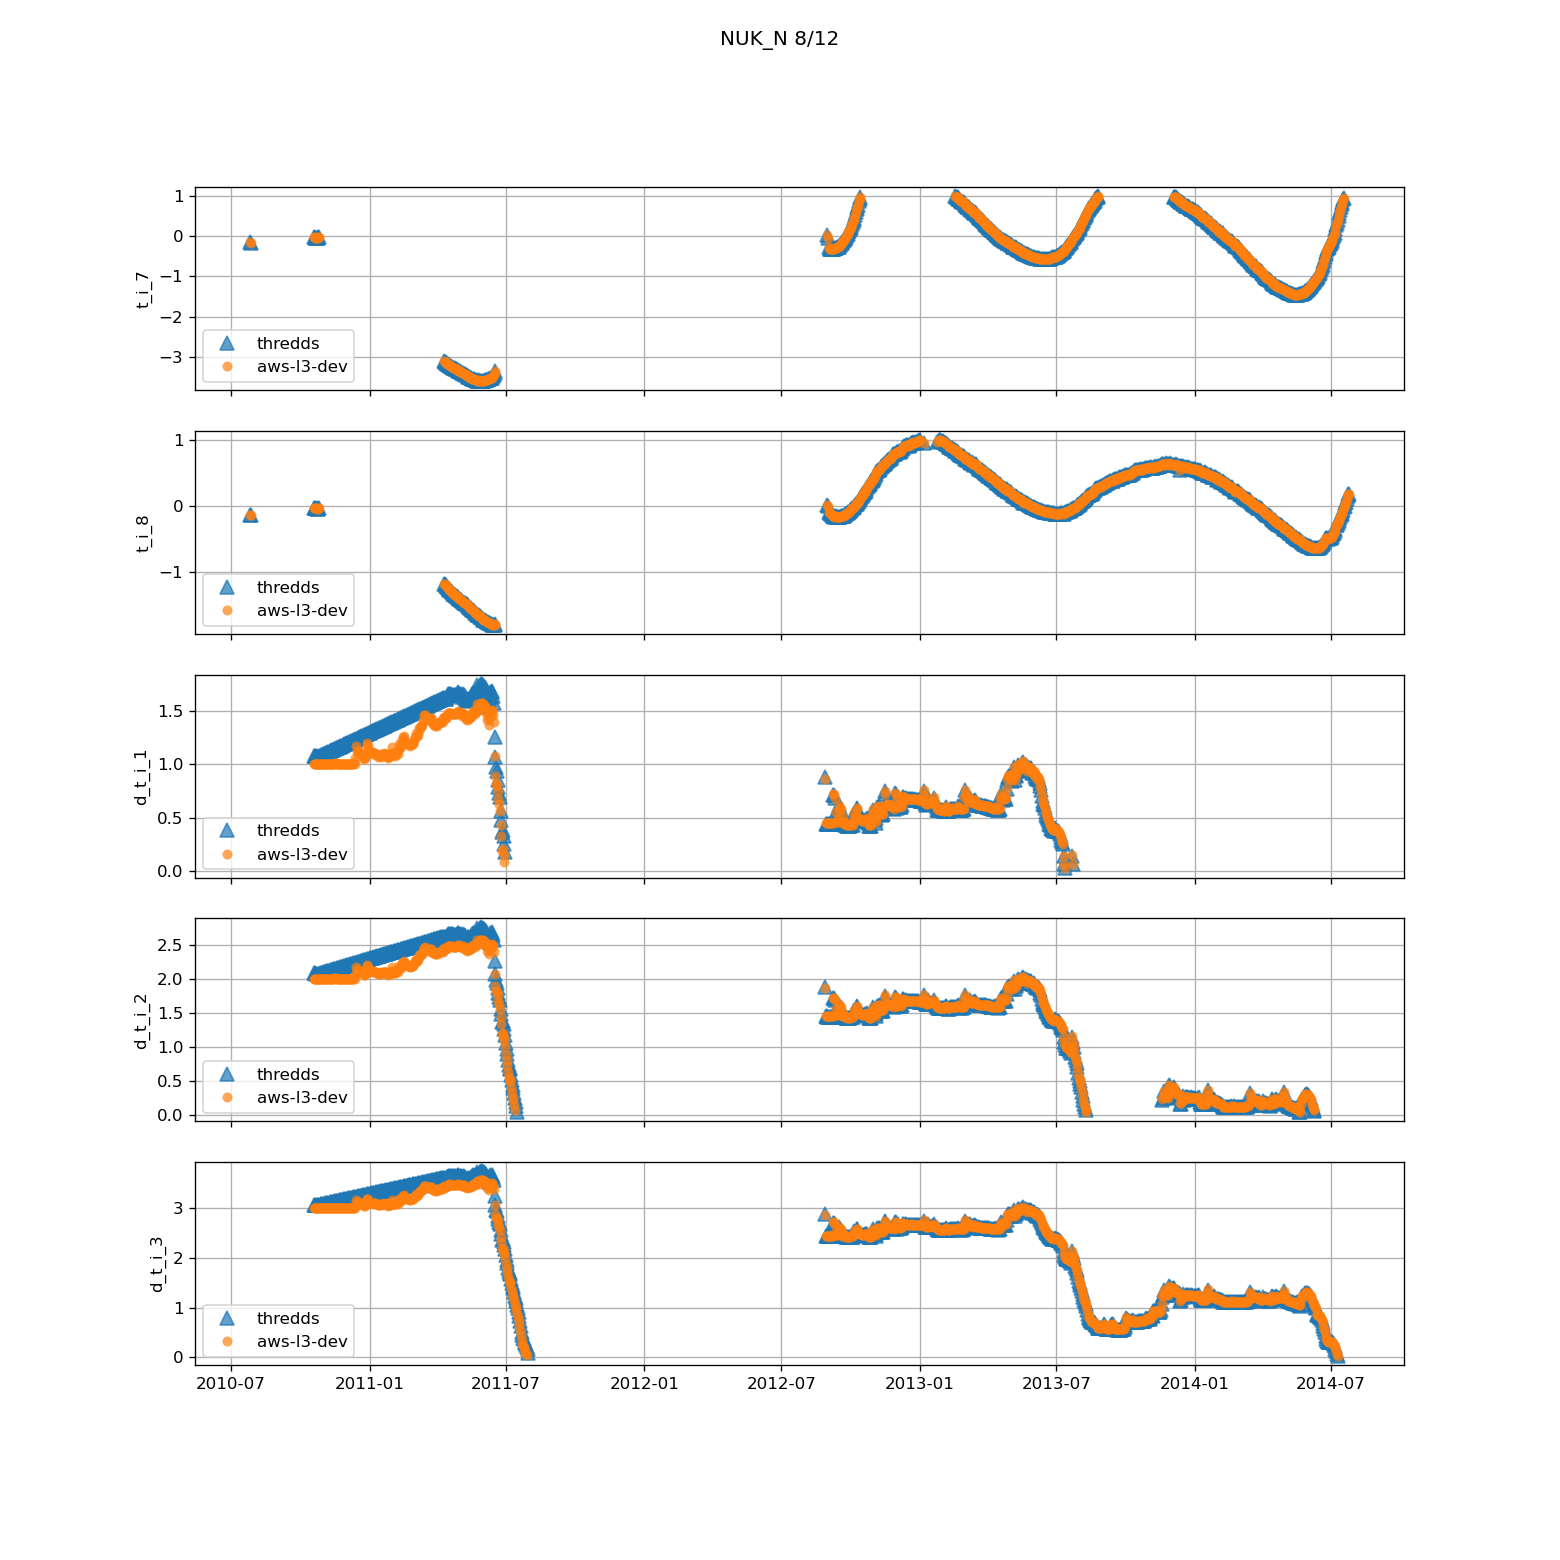 NUK_N 8/12
1
0
−1
−2
−3
t_i_7
thredds
aws-l3-dev
1
0
−1
t_i_8
thredds
aws-l3-dev
1.5
1.0
0.5
0.0
d_t_i_1
thredds
aws-l3-dev
2.5
2.0
1.5
1.0
0.5
0.0
d_t_i_2
thredds
aws-l3-dev
3
2
1
0
d_t_i_3
thredds
aws-l3-dev
2010-07 2011-01 2011-07 2012-01 2012-07 2013-01 2013-07 2014-01 2014-07